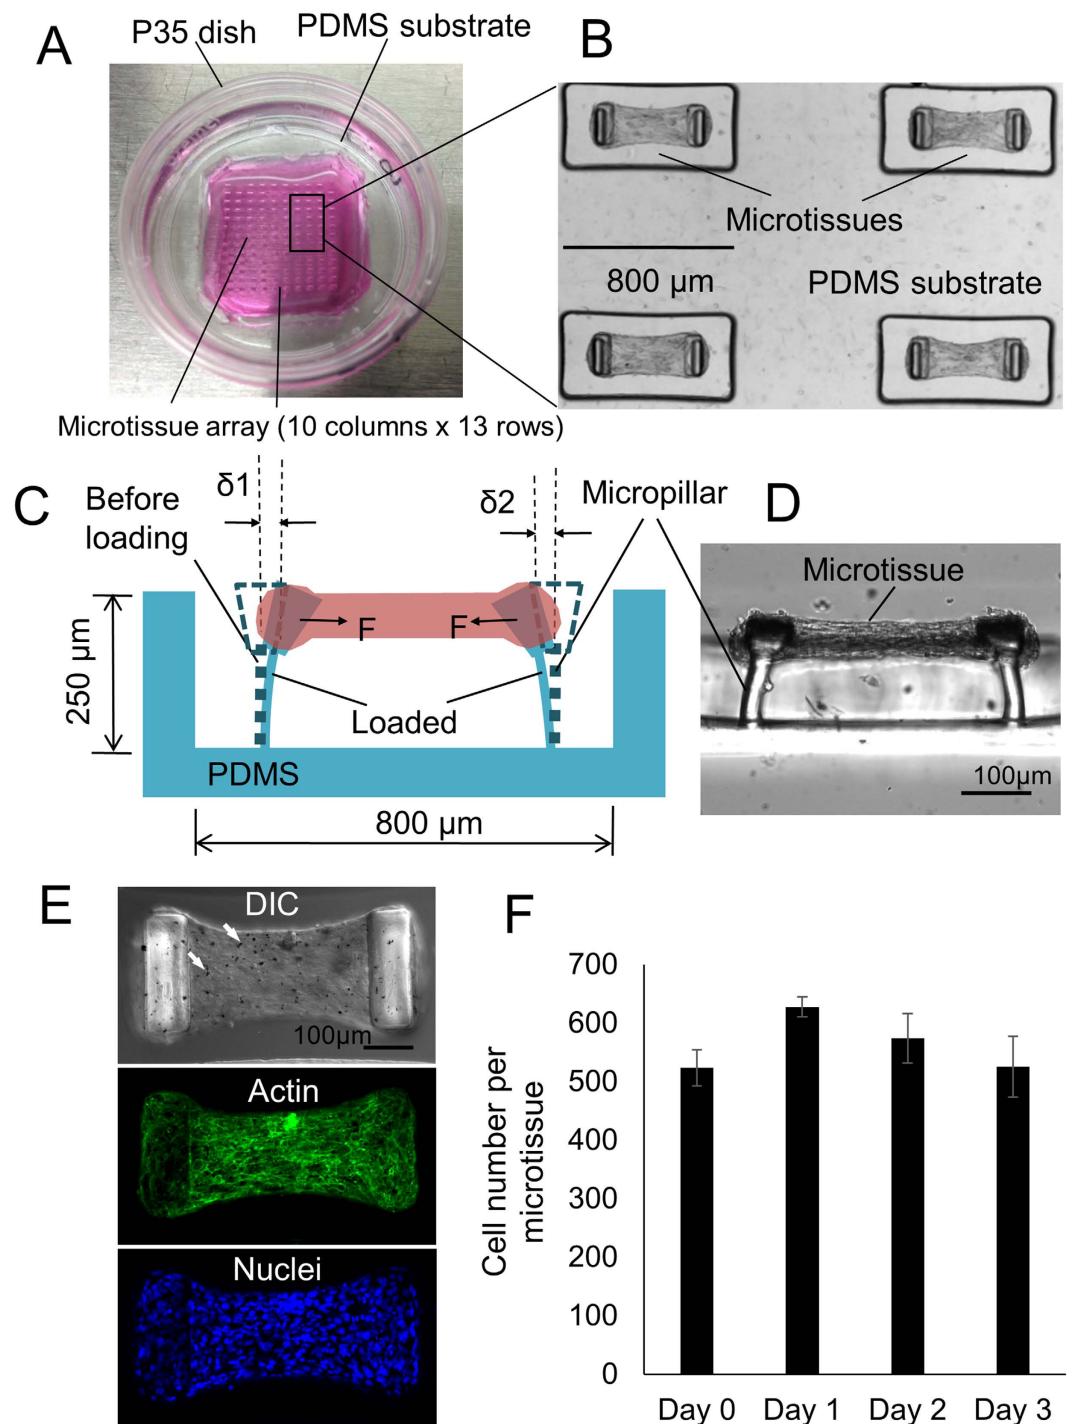 A
P35 dish
PDMS substrate
B
Microtissues
800 µm
PDMS substrate
Microtissue array (10 columns x 13 rows)
C
Before
loading
δ1
δ2
Micropillar
D
Microtissue
F
F
250 µm
Loaded
PDMS
800 µm
100µm
E
DIC
100µm
Actin
Nuclei
F
Cell number per
microtissue
700
600
500
400
300
200
100
0
Day 0
Day 1
Day 2
Day 3